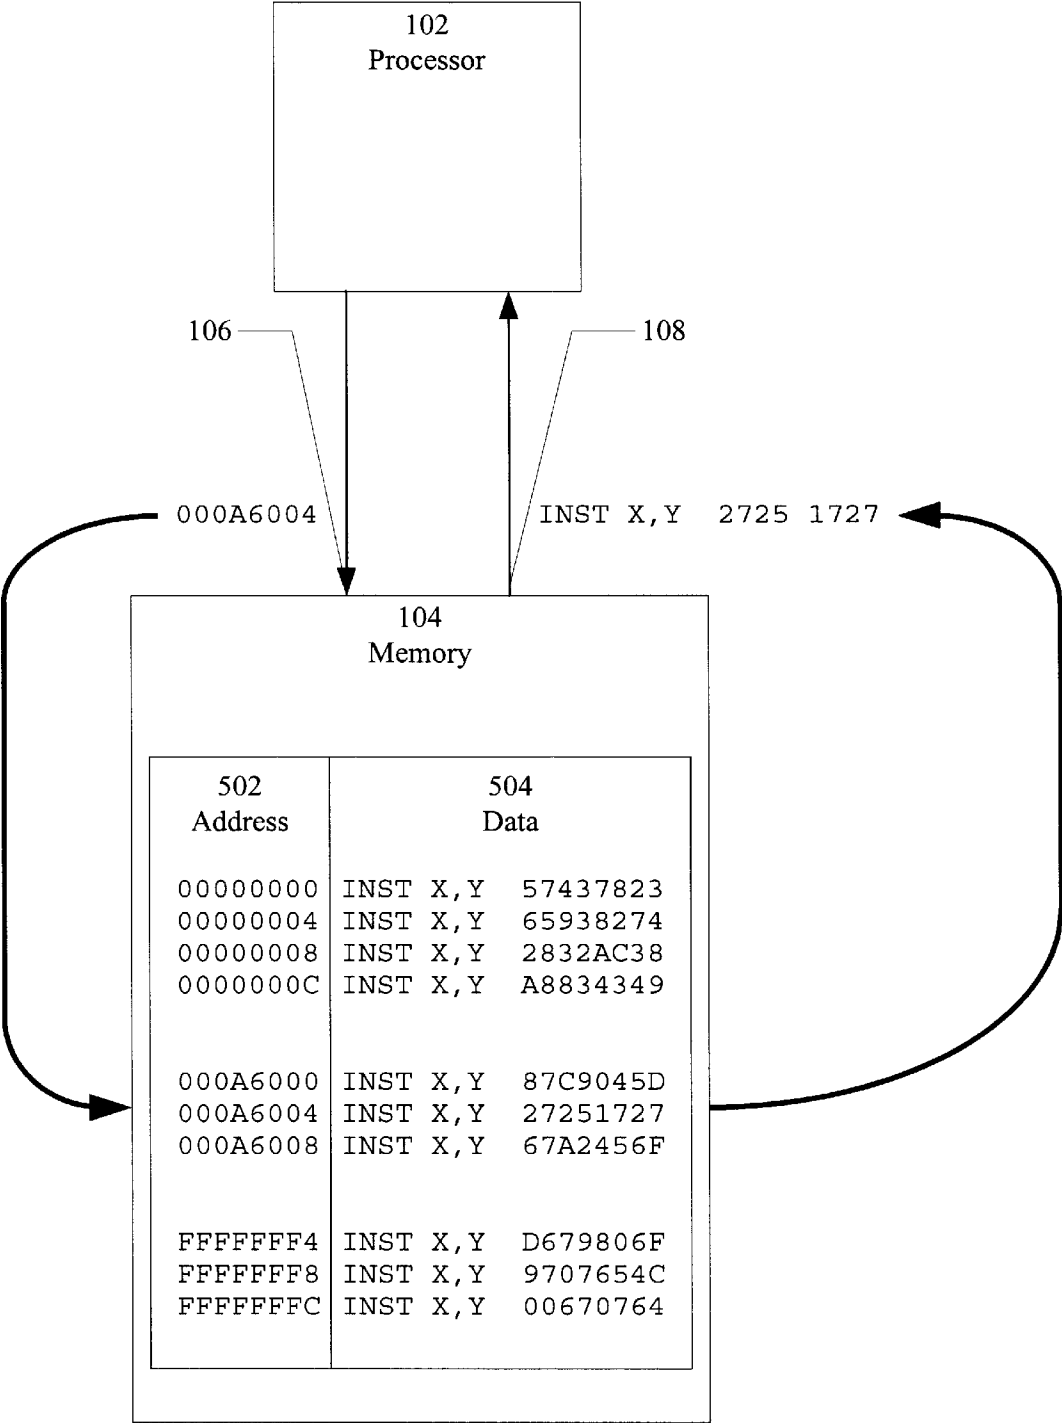 102
Processor
106
108
000A6004
INST X,Y 2725 1727
104
Memory
502
Address
504
Data
00000000 INST X,Y 57437823
00000004 INST X,Y 65938274
00000008 INST X,Y 2832AC38
0000000C INST X,Y A8834349
000A6000 INST X,Y 87C9045D
000A6004 INST X,Y 27251727
000A6008 INST X,Y 67A2456F
FFFFFFF4 INST X,Y D679806F
FFFFFFF8 INST X,Y 9707654C
FFFFFFFC INST X,Y 00670764